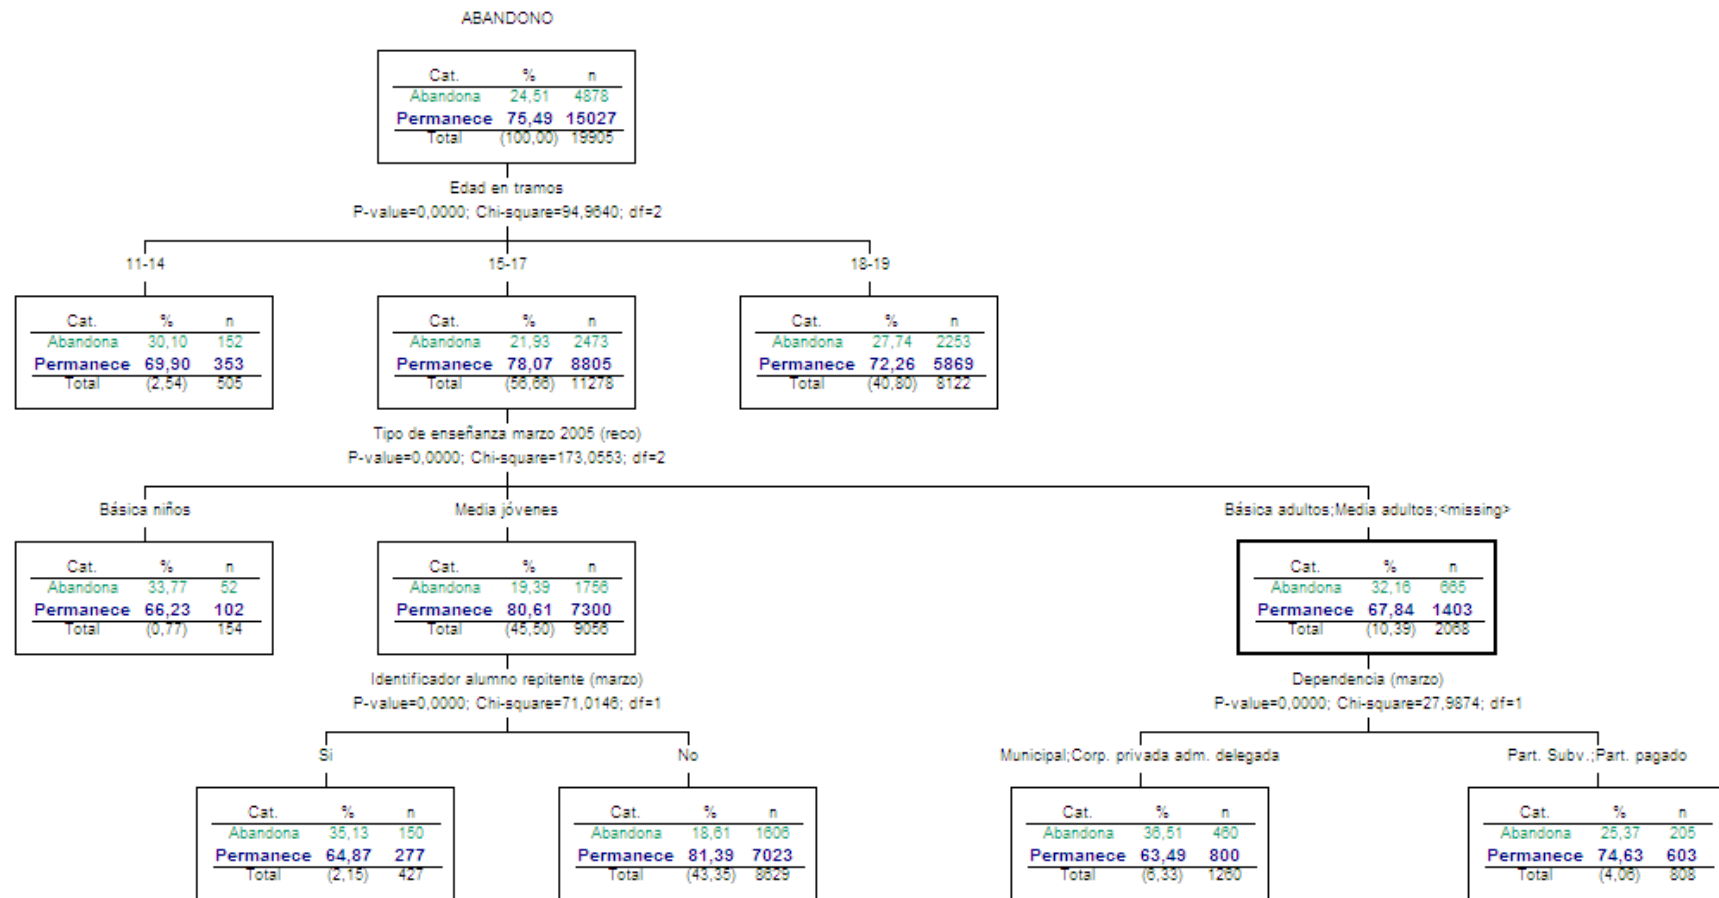 ABANDONO
Cat. % n
Abandona 24,51 4878
Permanece 75,49 15027
Total (100,00) 19905
Edad en tramos
P-value=0,0000; Chi-square=94,9640; df=2
11-14 15-17 18-19
Cat. % n
Abandona 30,10 152
Permanece 69,90 353
Total (2,54) 505
Cat. % n
Abandona 21,93 2473
Permanece 78,07 8805
Total (56,66) 11278
Cat. % n
Abandona 27,74 2253
Permanece 72,26 5869
Total (40,80) 8122
Tipo de enseñanza marzo 2005 (reco)
P-value=0,0000; Chi-square=173,0553; df=2
Básica niños Media jóvenes Básica adultos;Media adultos;<missing>
Cat. % n
Abandona 33,77 52
Permanece 66,23 102
Total (0,77) 154
Cat. % n
Abandona 19,39 1756
Permanece 80,61 7300
Total (45,50) 9056
Cat. % n
Abandona 32,16 665
Permanece 67,84 1403
Total (10,39) 2068
Identificador alumno repitente (marzo)
P-value=0,0000; Chi-square=71,0146; df=1
Dependencia (marzo)
P-value=0,0000; Chi-square=27,9874; df=1
Si No Municipal;Corp. privada adm. delegada Part. Subv.;Part. pagado
Cat. % n
Abandona 35,13 150
Permanece 64,87 277
Total (2,15) 427
Cat. % n
Abandona 18,61 1606
Permanece 81,39 7023
Total (43,35) 8629
Cat. % n
Abandona 36,51 460
Permanece 63,49 800
Total (6,33) 1260
Cat. % n
Abandona 25,37 205
Permanece 74,63 603
Total (4,06) 808